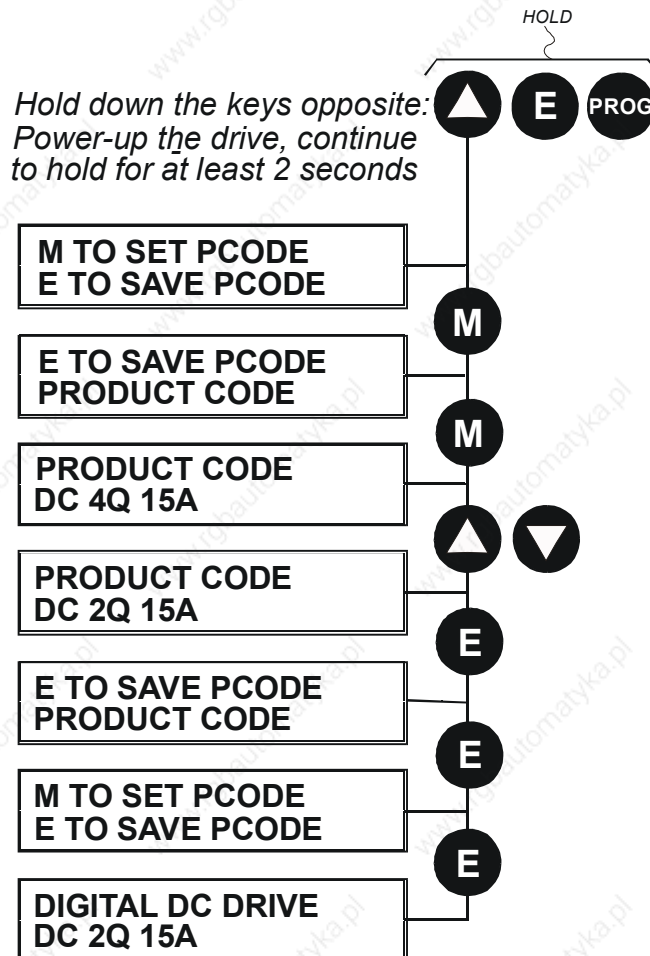 HOLD
Hold down the keys opposite:
E PROG
Power-up the drive, continue
to hold for at least 2 seconds
M TO SET PCODE
E TO SAVE PCODE
M
E TO SAVE PCODE
PRODUCT CODE
M
PRODUCT CODE
DC 4Q 15A
PRODUCT CODE
DC 2Q 15A
E
E TO SAVE PCODE
PRODUCT CODE
E
M TO SET PCODE
E TO SAVE PCODE
E
DIGITAL DC DRIVE
DC 2Q 15A
www.rgbautomatyka.pl